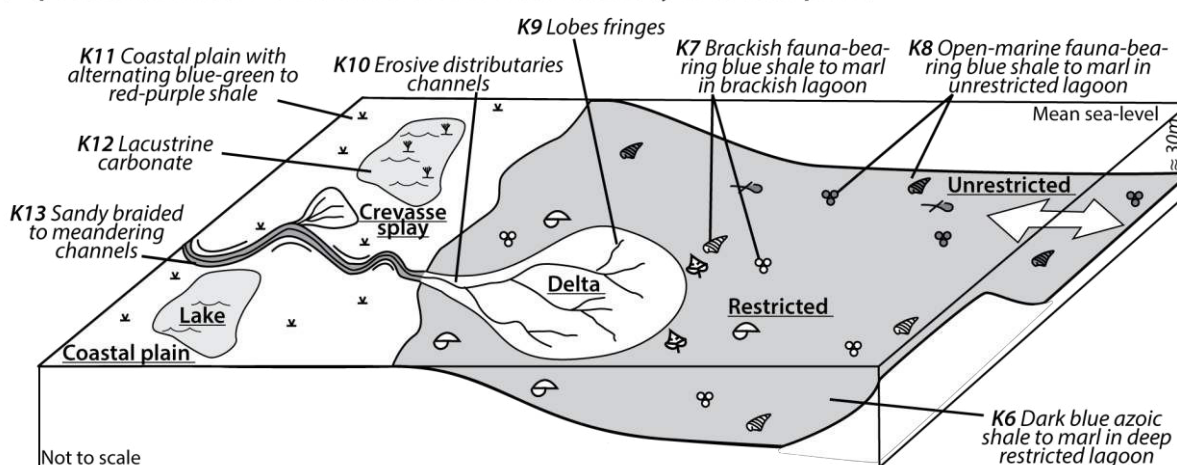 K9 Lobes fringes
K11 Coastal plain with
alternating blue-green to
red-purple shale
K10 Erosive distributaries
channels
K7 Brackish fauna-bea-
ring blue shale to marl
in brackish lagoon
K8 Open-marine fauna-bea-
ring blue shale to marl in
unrestricted lagoon
Mean sea-level
≈ 30m
K12 Lacustrine
carbonate
K13 Sandy braided
to meandering
channels
Crevasse
splay
Unrestricted
Delta
Restricted
Lake
Coastal plain
K6 Dark blue azoic
shale to marl in deep
restricted lagoon
Not to scale